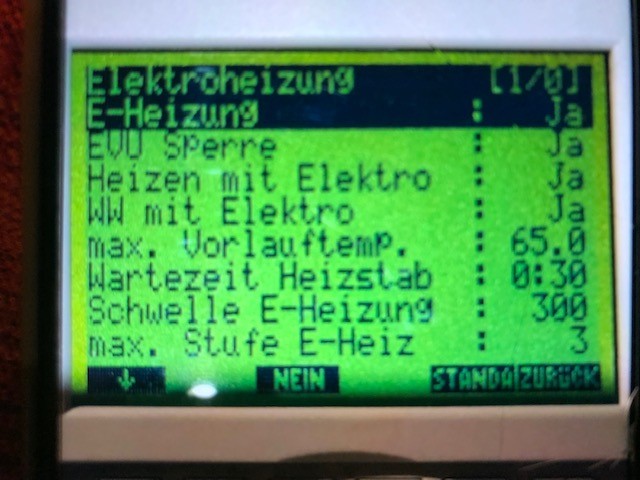 Elektroheizung [1/0]
E-Heizung : Ja
EVU Sperre : Ja
Heizen mit Elektro : Ja
WW mit Elektro : Ja
max. Vorlauftemp. : 65.0
Wartezeit Heizstab : 0:30
Schwelle E-Heizung : 300
max. Stufe E-Heiz : 3
↓ NEIN STANDA ZURÜCK